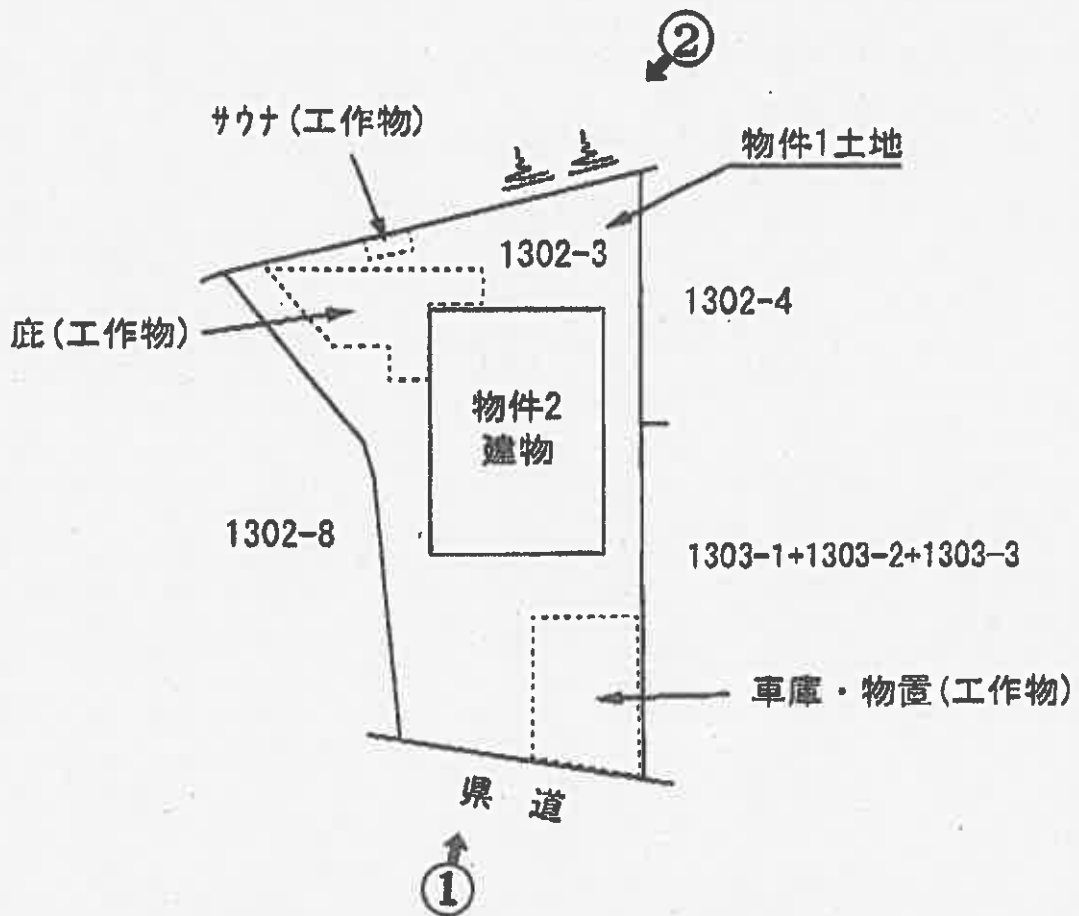 ②
サウナ(工作物)
物件1土地
1302-3
1302-4
庇(工作物)
物件2
建物
1302-8
1303-1+1303-2+1303-3
車庫・物置(工作物)
県道
①